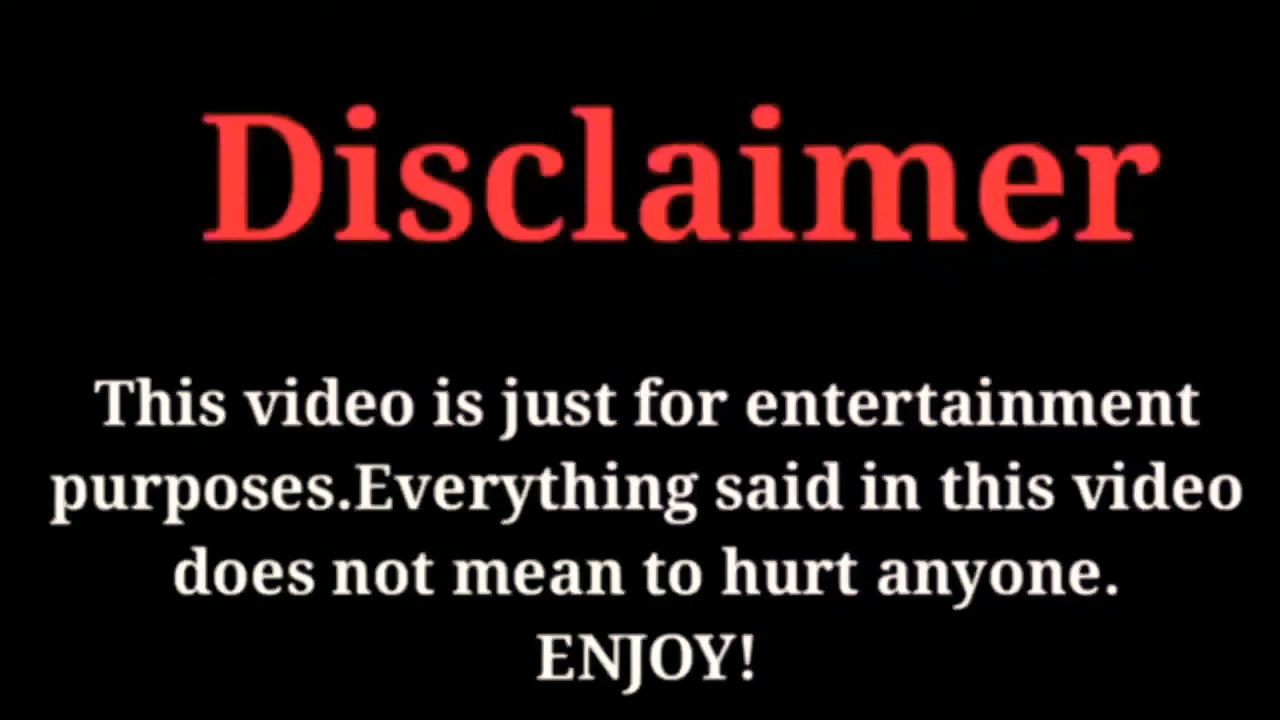 Disclaimer
This video is just for entertainment
purposes.Everything said in this video
does not mean to hurt anyone.
ENJOY!